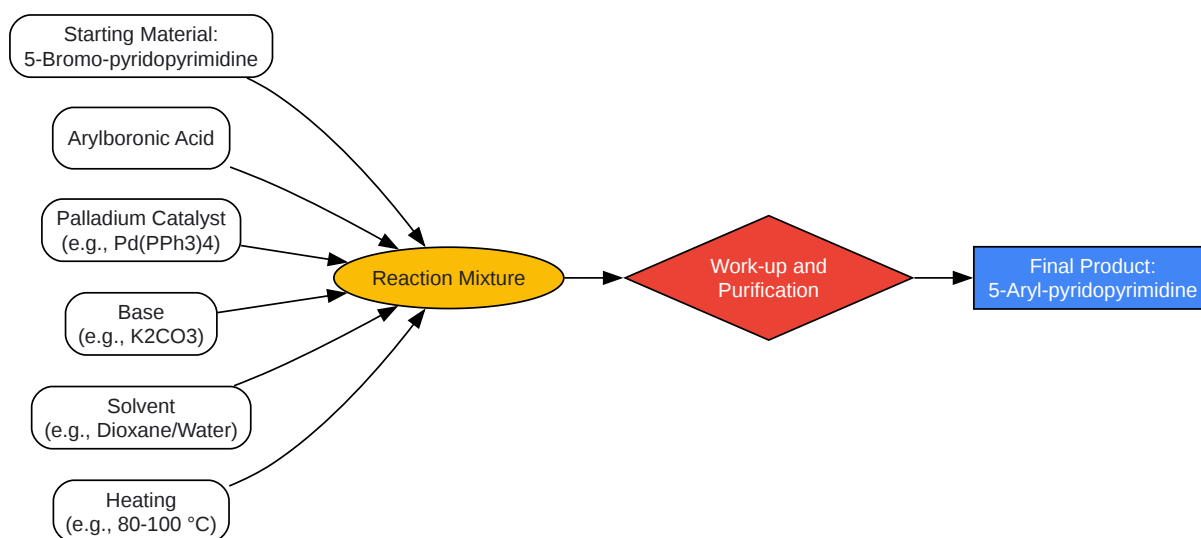 Starting Material:
5-Bromo-pyridopyrimidine
Arylboronic Acid
Palladium Catalyst
(e.g., Pd(PPh3)4)
Base
(e.g., K2CO3)
Solvent
(e.g., Dioxane/Water)
Heating
(e.g., 80-100 °C)
Reaction Mixture
Work-up and
Purification
Final Product:
5-Aryl-pyridopyrimidine